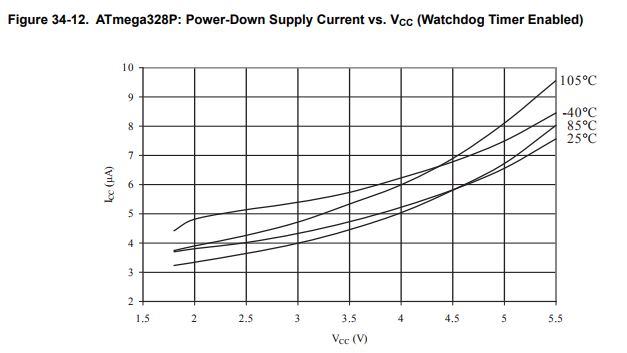 Figure 34-12. ATmega328P: Power-Down Supply Current vs. VCC (Watchdog Timer Enabled)
10
9
8
7
6
5
4
3
2
ICC (µA)
105°C
-40°C
85°C
25°C
1.5 2 2.5 3 3.5 4 4.5 5 5.5
VCC (V)